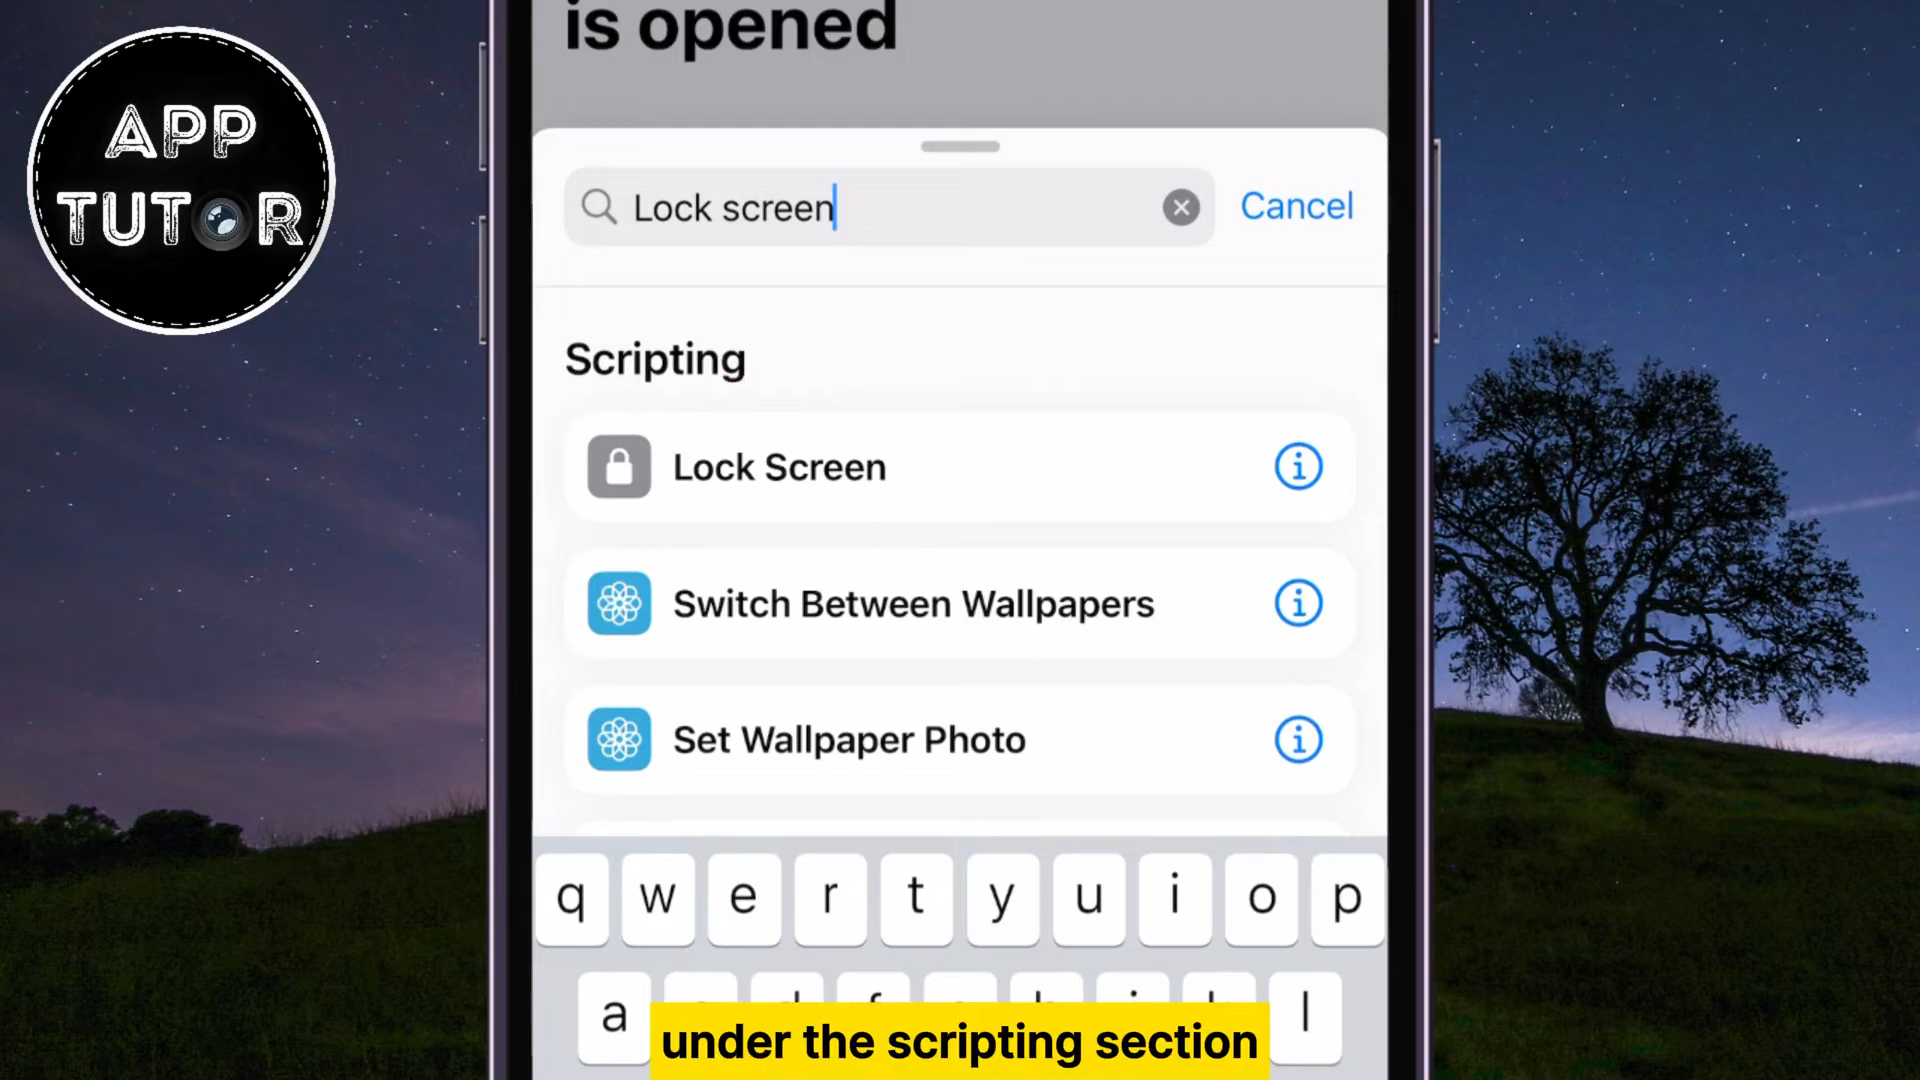 APP
TUTOR
is opened
Lock screen
Cancel
Scripting
Lock Screen
Switch Between Wallpapers
Set Wallpaper Photo
q w e r t y u i o p
a l
under the scripting section